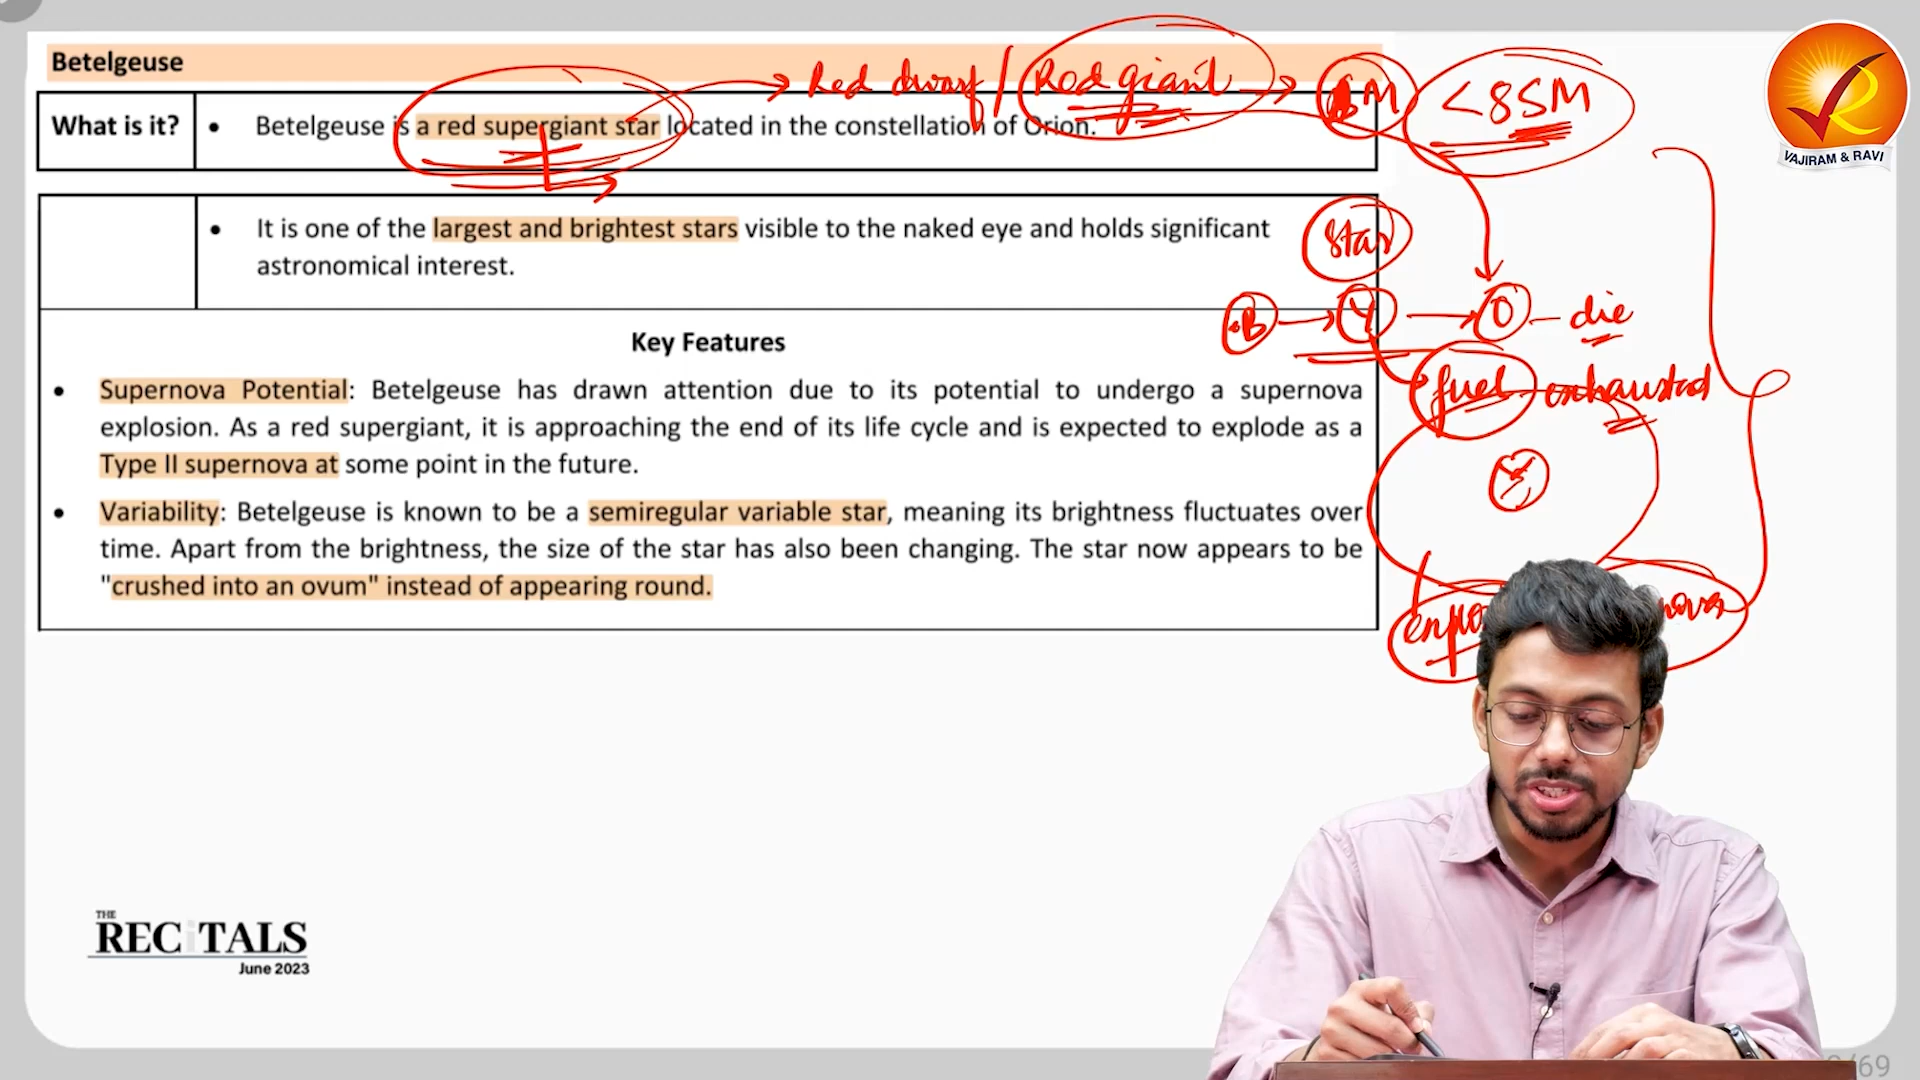 Betelgeuse
Red dwarf / Red giant → M <8 SM
What is it?
• Betelgeuse is a red supergiant star located in the constellation of Orion.
VAJIRAM & RAVI
• It is one of the largest and brightest stars visible to the naked eye and holds significant
astronomical interest.
Star
B → Y → O – die
fuel exhausted
Key Features
• Supernova Potential: Betelgeuse has drawn attention due to its potential to undergo a supernova
explosion. As a red supergiant, it is approaching the end of its life cycle and is expected to explode as a
Type II supernova at some point in the future.
• Variability: Betelgeuse is known to be a semiregular variable star, meaning its brightness fluctuates over
time. Apart from the brightness, the size of the star has also been changing. The star now appears to be
"crushed into an ovum" instead of appearing round.
THE
RECiTALS
June 2023
/69